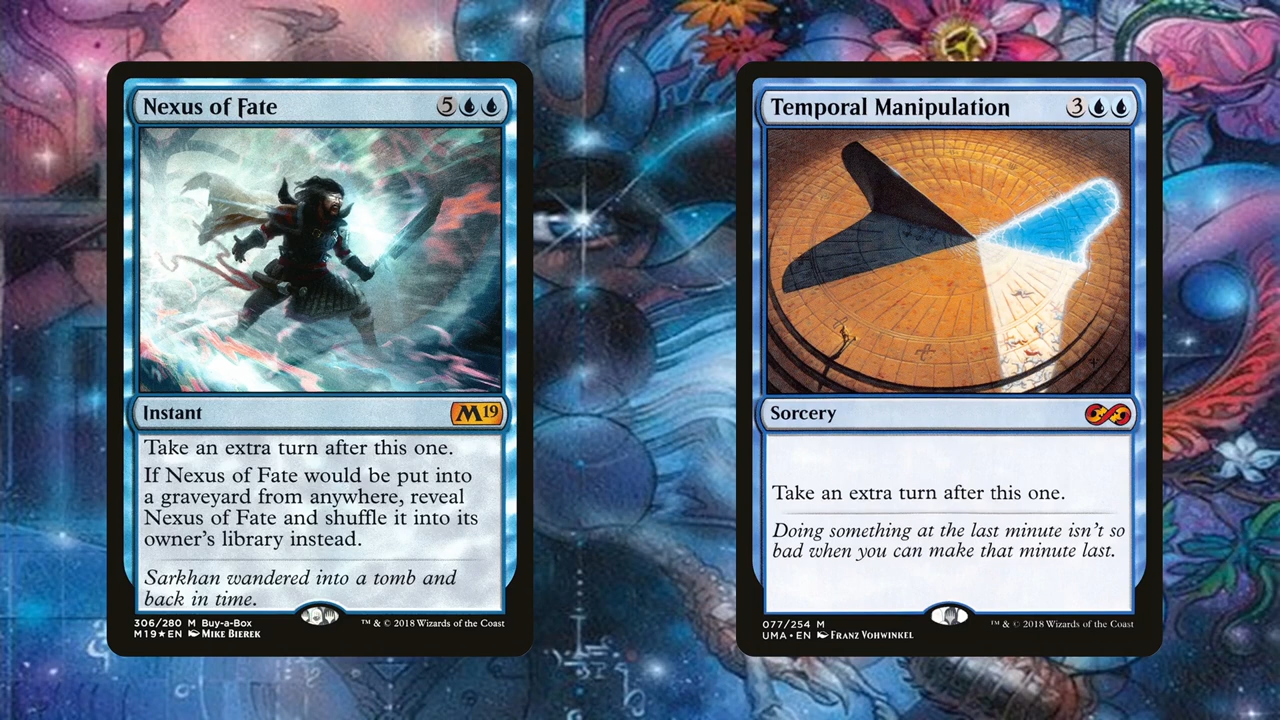 Nexus of Fate 5
Instant M19
Take an extra turn after this one.
If Nexus of Fate would be put into
a graveyard from anywhere, reveal
Nexus of Fate and shuffle it into its
owner's library instead.
Sarkhan wandered into a tomb and
back in time.
306/280 M Buy-a-Box
M19★EN Mike Bierek
™ & © 2018 Wizards of the Coast
Temporal Manipulation 3
Sorcery
Take an extra turn after this one.
Doing something at the last minute isn't so
bad when you can make that minute last.
077/254 M
UMA • EN Franz Vohwinkel
™ & © 2018 Wizards of the Coast